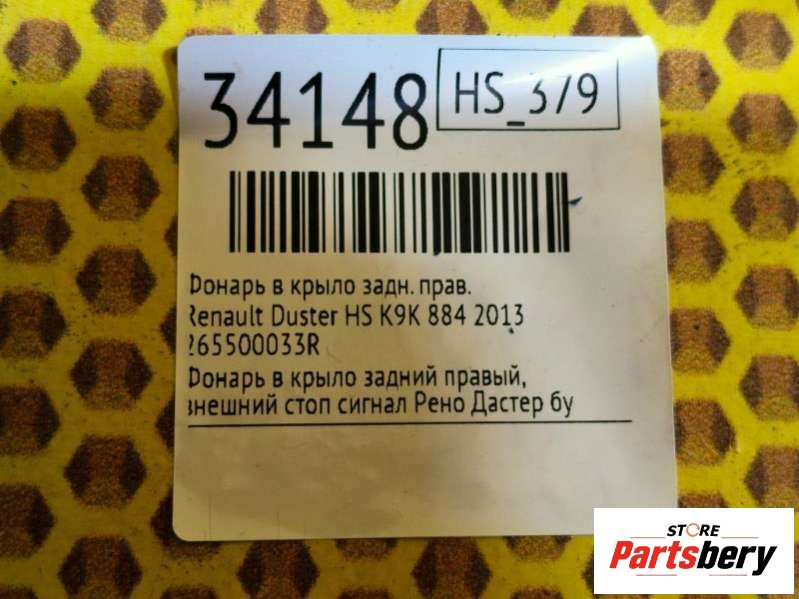 34148
HS_379
Фонарь в крыло задн. прав.
Renault Duster HS K9K 884 2013
265500033R
Фонарь в крыло задний правый,
внешний стоп сигнал Рено Дастер бу
STORE
Partsbery